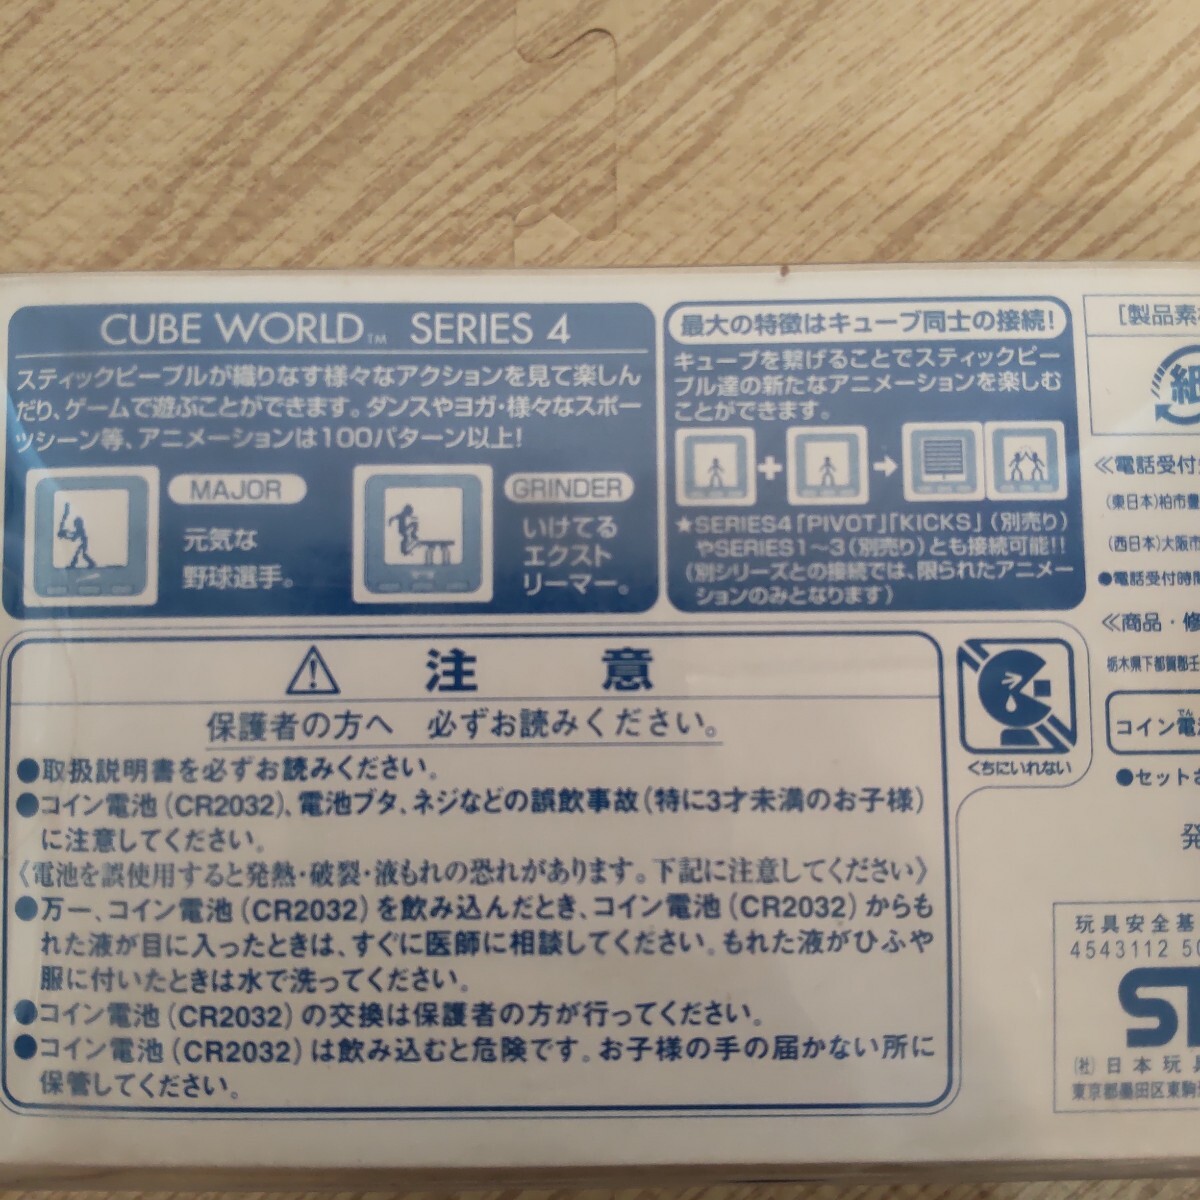 CUBE WORLD™ SERIES 4
スティックピープルが織りなす様々なアクションを見て楽しん
だり、ゲームで遊ぶことができます。ダンスやヨガ・様々なスポー
ツシーン等、アニメーションは100パターン以上!
MAJOR
元気な
野球選手。
GRINDER
いけてる
エクスト
リーマー。
最大の特徴はキューブ同士の接続!
キューブを繋げることでスティックピー
プル達の新たなアニメーションを楽しむ
ことができます。
★SERIES4「PIVOT」「KICKS」(別売り)
やSERIES1～3(別売り)とも接続可能!!
(別シリーズとの接続では、限られたアニメー
ションのみとなります)
⚠ 注 意
保護者の方へ 必ずお読みください。
●取扱説明書を必ずお読みください。
●コイン電池(CR2032)、電池ブタ、ネジなどの誤飲事故(特に3才未満のお子様)
に注意してください。
《電池を誤使用すると発熱・破裂・液もれの恐れがあります。下記に注意してください》
●万一、コイン電池(CR2032)を飲み込んだとき、コイン電池(CR2032)からも
れた液が目に入ったときは、すぐに医師に相談してください。もれた液がひふや
服に付いたときは水で洗ってください。
●コイン電池(CR2032)の交換は保護者の方が行ってください。
●コイン電池(CR2032)は飲み込むと危険です。お子様の手の届かない所に
保管してください。
くちにいれない
[製品素
紙
≪電話受付
(東日本)柏市
(西日本)大阪市
●電話受付時
≪商品・修
栃木県下都賀郡壬
コイン電
でん
●セット
発
玩具安全基
4543112 50
ST
(社)日本玩
東京都墨田区東駒